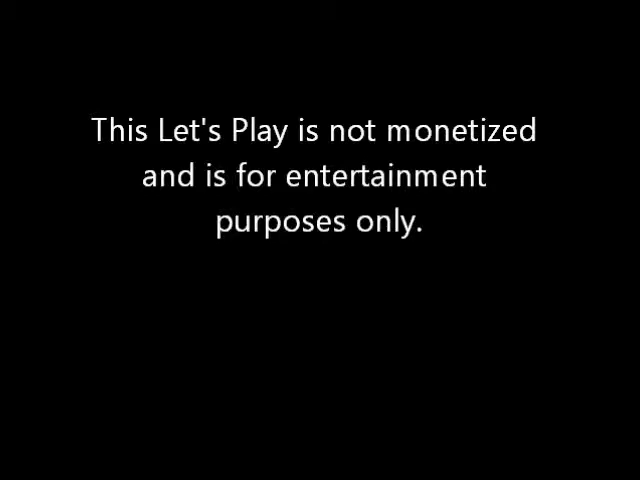 This Let's Play is not monetized
and is for entertainment
purposes only.